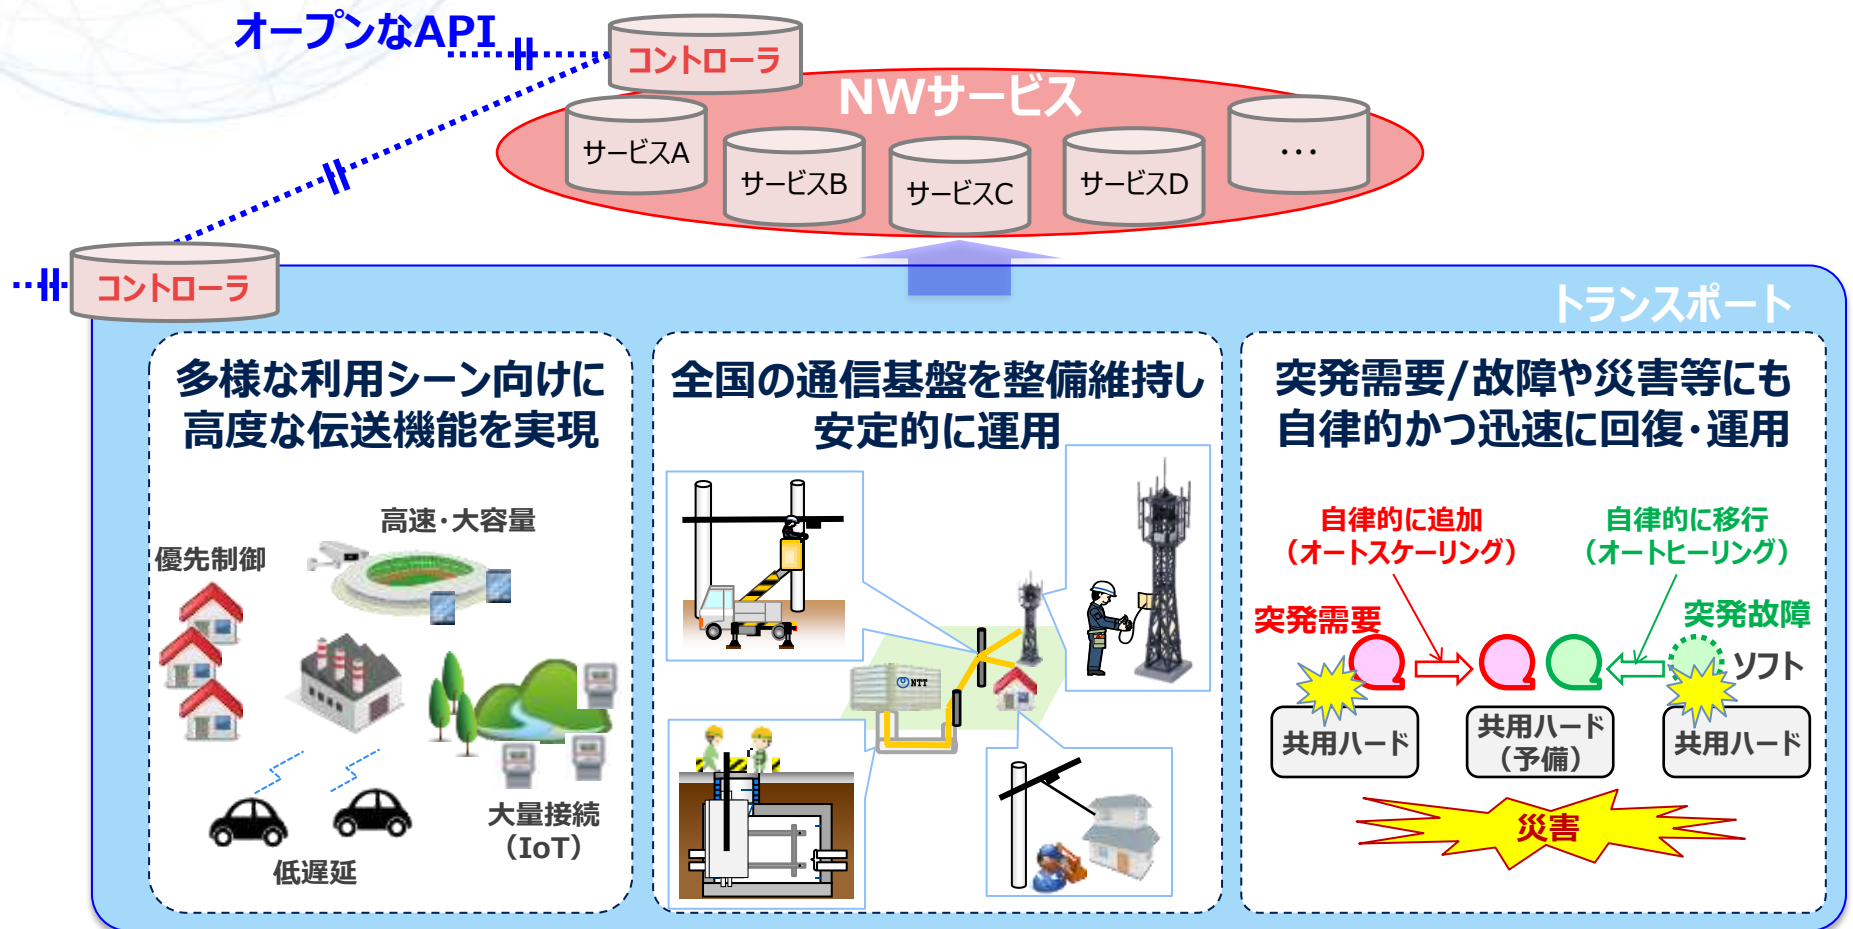 オープンなAPI
コントローラ
NWサービス
サービスA
サービスB
サービスC
サービスD
・・・
コントローラ
トランスポート
多様な利用シーン向けに
高度な伝送機能を実現
高速・大容量
優先制御
大量接続
（IoT）
低遅延
全国の通信基盤を整備維持し
安定的に運用
NTT
突発需要/故障や災害等にも
自律的かつ迅速に回復・運用
自律的に追加
（オートスケーリング）
自律的に移行
（オートヒーリング）
突発需要
突発故障
ソフト
共用ハード
共用ハード
（予備）
共用ハード
災害